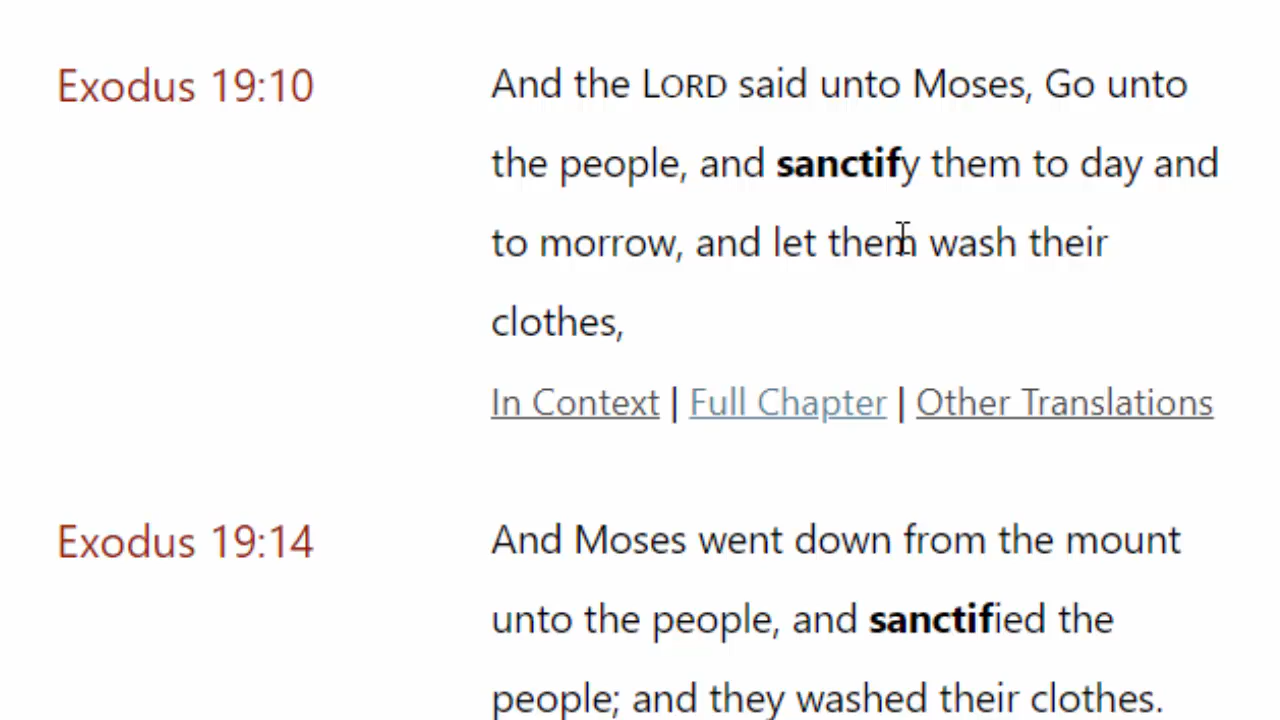 Exodus 19:10
And the LORD said unto Moses, Go unto
the people, and sanctify them to day and
to morrow, and let them wash their
clothes,
In Context | Full Chapter | Other Translations
Exodus 19:14
And Moses went down from the mount
unto the people, and sanctified the
people; and they washed their clothes.